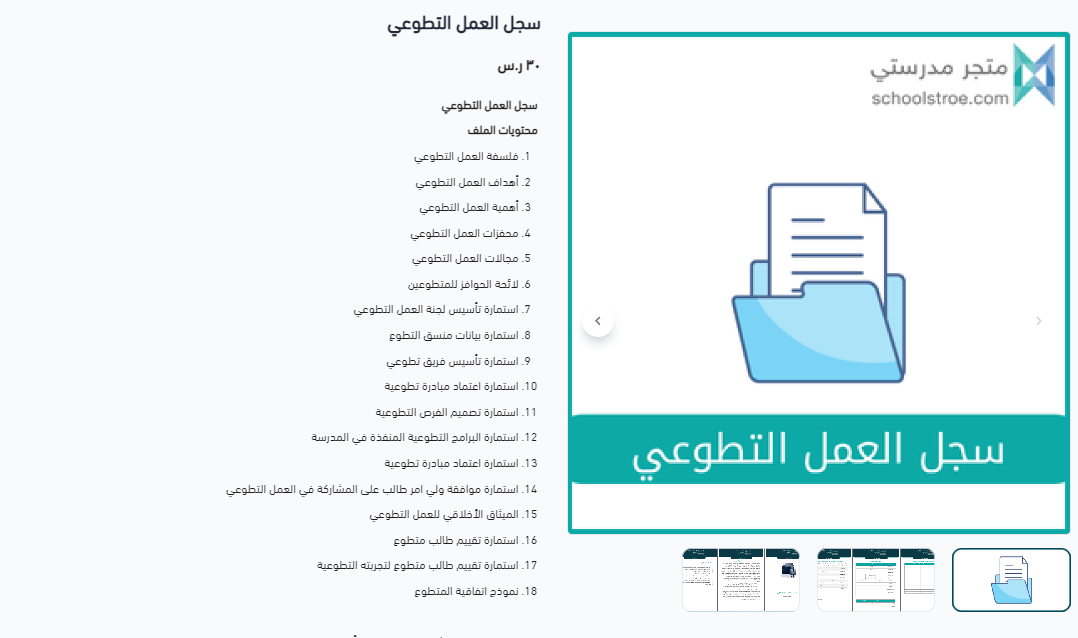 سجل العمل التطوعي
٣٠ ر.س
سجل العمل التطوعي
محتويات الملف
1. فلسفة العمل التطوعي
2. أهداف العمل التطوعي
3. أهمية العمل التطوعي
4. محفزات العمل التطوعي
5. مجالات العمل التطوعي
6. لائحة الحوافز للمتطوعين
7. استمارة تأسيس لجنة العمل التطوعي
8. استمارة بيانات منسق التطوع
9. استمارة تأسيس فريق تطوعي
10. استمارة اعتماد مبادرة تطوعية
11. استمارة تصميم الفرص التطوعية
12. استمارة البرامج التطوعية المنفذة في المدرسة
13. استمارة اعتماد مبادرة تطوعية
14. استمارة موافقة ولي امر طالب على المشاركة في العمل التطوعي
15. الميثاق الأخلاقي للعمل التطوعي
16. استمارة تقييم طالب متطوع
17. استمارة تقييم طالب متطوع لتجربته التطوعية
18. نموذج اتفاقية المتطوع
متجر مدرستي
schoolstroe.com
سجل العمل التطوعي